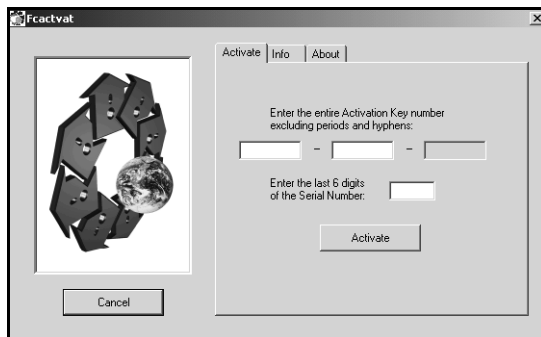 Fcactvat
Activate Info About
Enter the entire Activation Key number
excluding periods and hyphens:
– –
Enter the last 6 digits
of the Serial Number:
Activate
Cancel